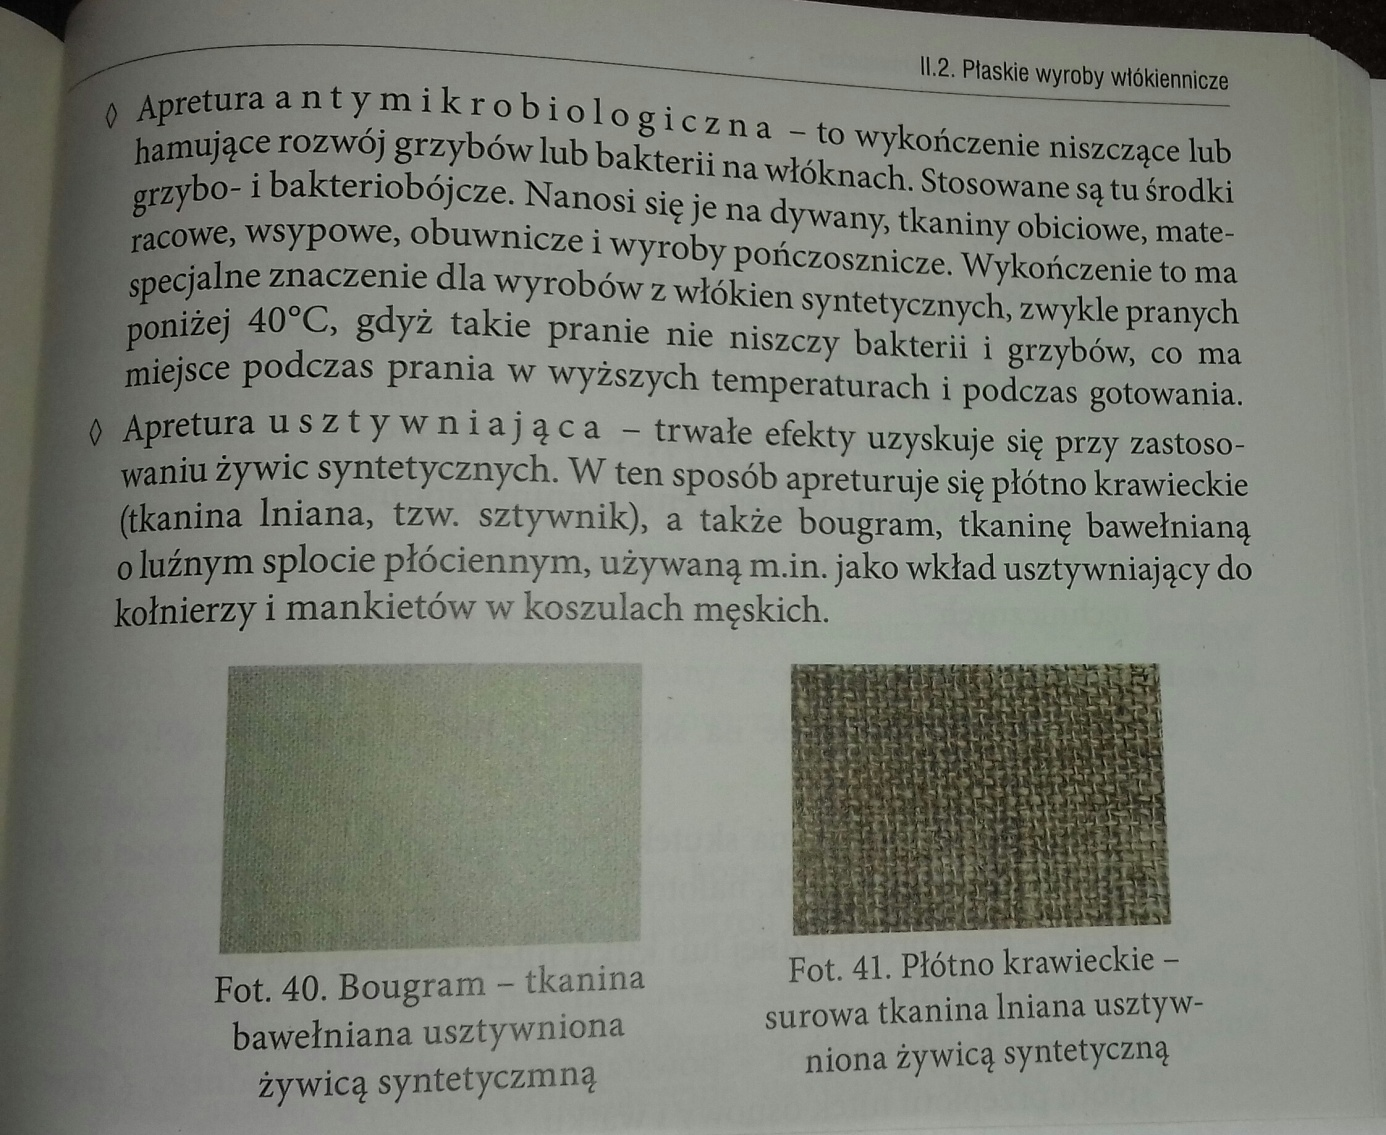 II.2. Płaskie wyroby włókiennicze
◊ Apretura a n t y m i k r o b i o l o g i c z n a – to wykończenie niszczące lub
hamujące rozwój grzybów lub bakterii na włóknach. Stosowane są tu środki
grzybo- i bakteriobójcze. Nanosi się je na dywany, tkaniny obiciowe, mate-
racowe, wsypowe, obuwnicze i wyroby pończosznicze. Wykończenie to ma
specjalne znaczenie dla wyrobów z włókien syntetycznych, zwykle pranych
poniżej 40°C, gdyż takie pranie nie niszczy bakterii i grzybów, co ma
miejsce podczas prania w wyższych temperaturach i podczas gotowania.
◊ Apretura u s z t y w n i a j ą c a – trwałe efekty uzyskuje się przy zastoso-
waniu żywic syntetycznych. W ten sposób apreturuje się płótno krawieckie
(tkanina lniana, tzw. sztywnik), a także bougram, tkaninę bawełnianą
o luźnym splocie płóciennym, używaną m.in. jako wkład usztywniający do
kołnierzy i mankietów w koszulach męskich.
Fot. 40. Bougram – tkanina
bawełniana usztywniona
żywicą syntetyczmną
Fot. 41. Płótno krawieckie –
surowa tkanina lniana usztyw-
niona żywicą syntetyczną